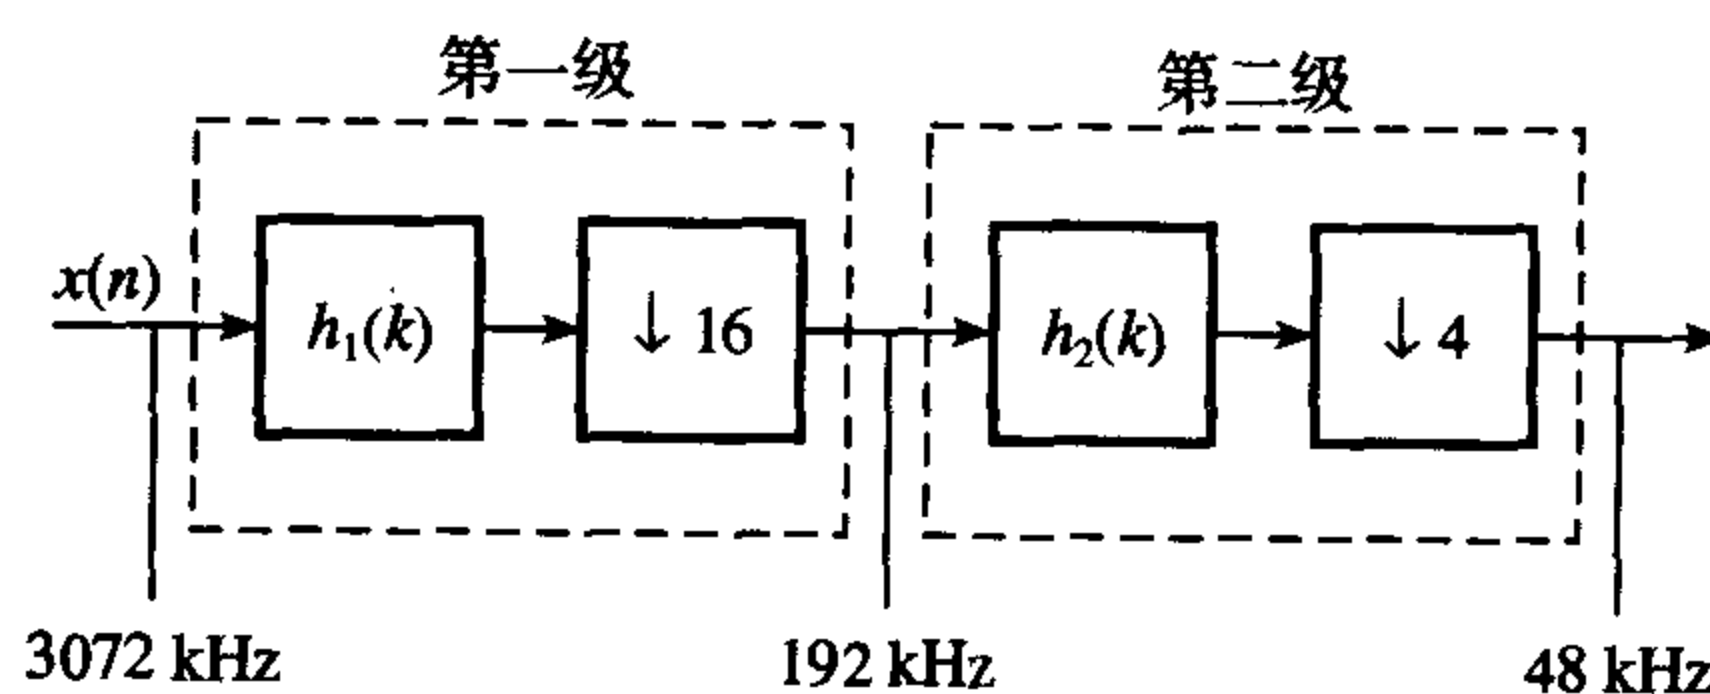 第一级
第二级
x(n)
h₁(k)
↓ 16
h₂(k)
↓ 4
3072 kHz
192 kHz
48 kHz